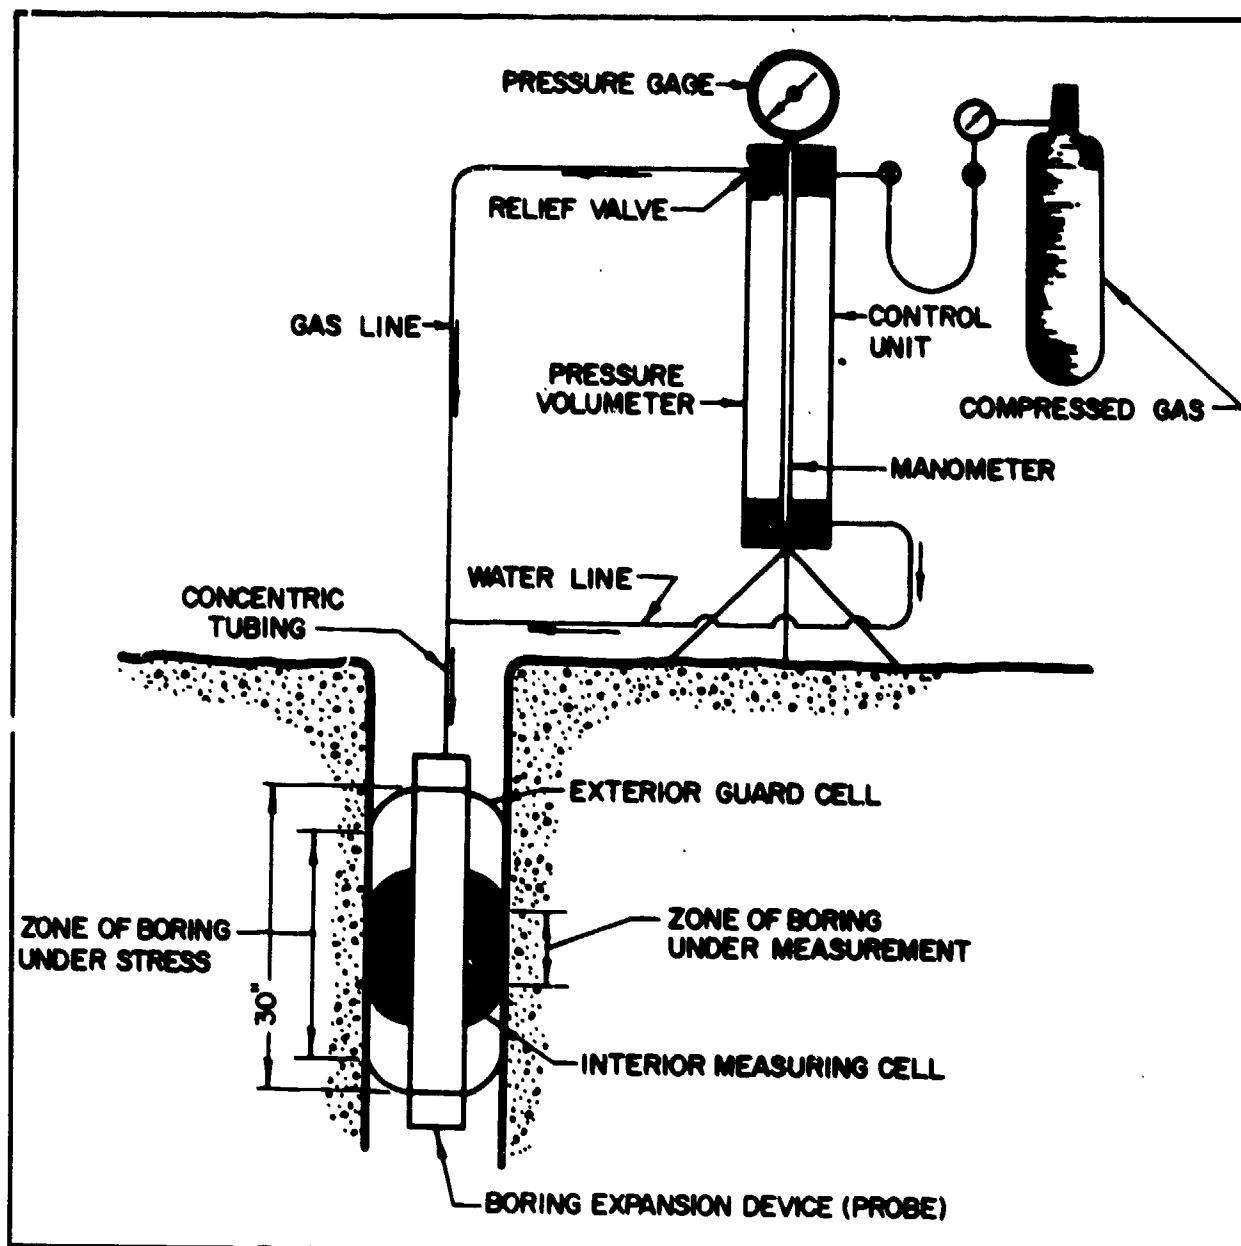 PRESSURE GAGE
RELIEF VALVE
GAS LINE
CONTROL
UNIT
PRESSURE
VOLUMETER
COMPRESSED GAS
MANOMETER
WATER LINE
CONCENTRIC
TUBING
EXTERIOR GUARD CELL
ZONE OF BORING
UNDER STRESS
30"
ZONE OF BORING
UNDER MEASUREMENT
INTERIOR MEASURING CELL
BORING EXPANSION DEVICE (PROBE)